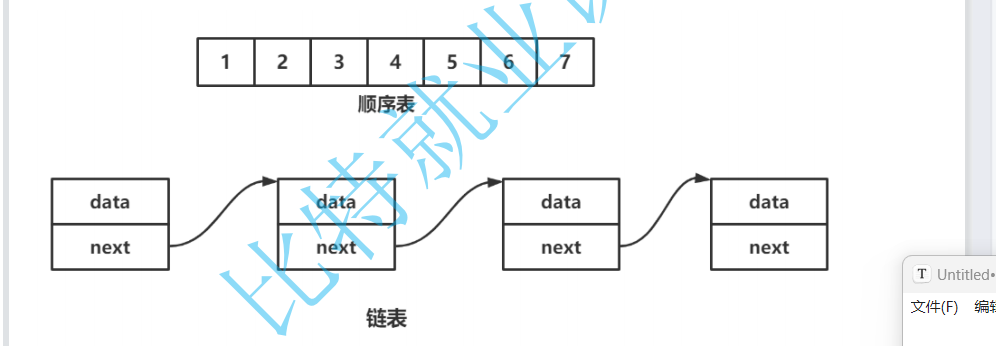 1 2 3 4 5 6 7
顺序表
data data data data
next next next next
链表
比特就业
Untitled•
文件(F) 编辑